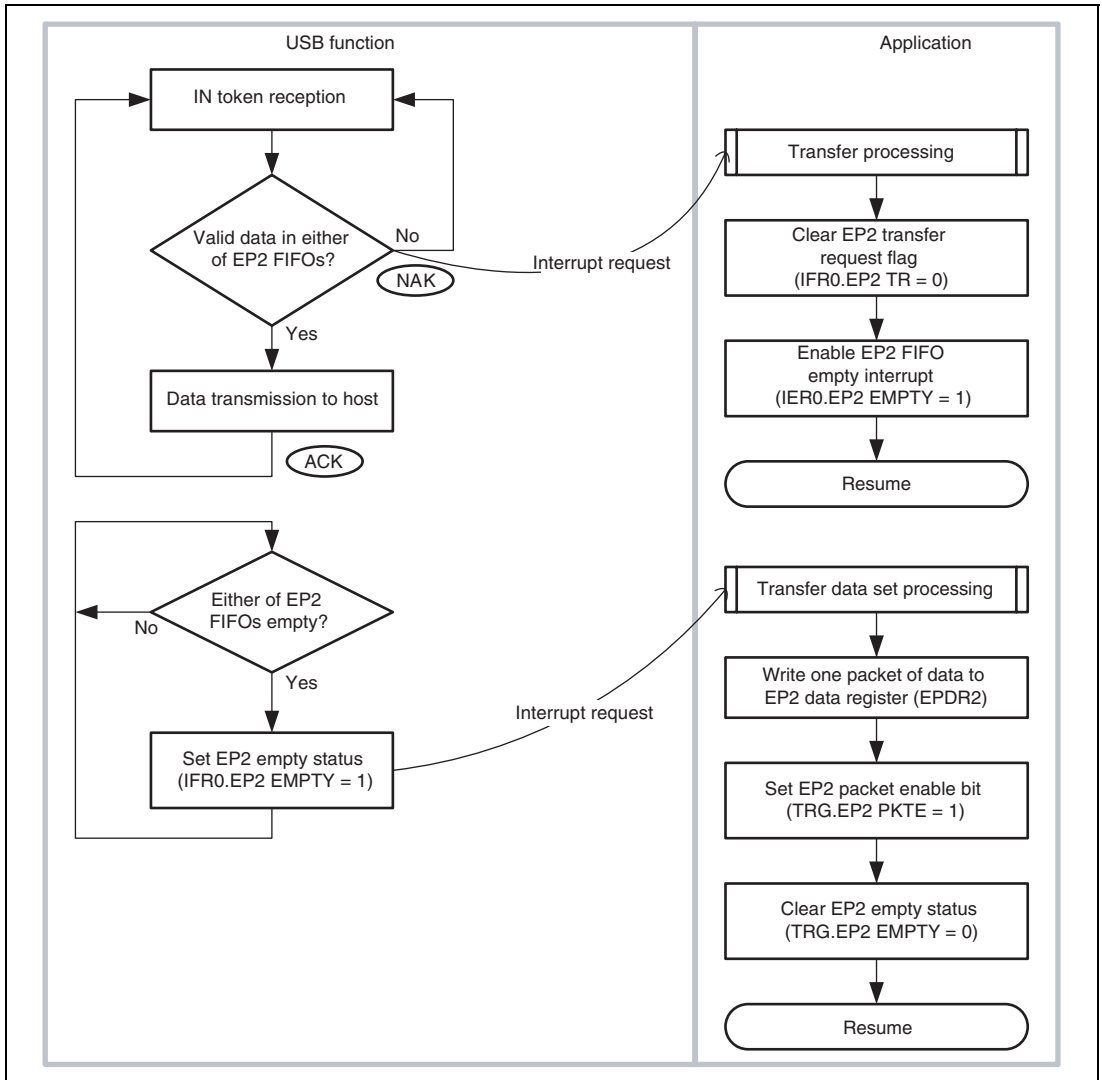 USB function
IN token reception
Valid data in either
of EP2 FIFOs?
No
NAK
Yes
Data transmission to host
ACK
Either of EP2
FIFOs empty?
No
Yes
Set EP2 empty status
(IFR0.EP2 EMPTY = 1)
Interrupt request
Interrupt request
Application
Transfer processing
Clear EP2 transfer
request flag
(IFR0.EP2 TR = 0)
Enable EP2 FIFO
empty interrupt
(IER0.EP2 EMPTY = 1)
Resume
Transfer data set processing
Write one packet of data to
EP2 data register (EPDR2)
Set EP2 packet enable bit
(TRG.EP2 PKTE = 1)
Clear EP2 empty status
(TRG.EP2 EMPTY = 0)
Resume